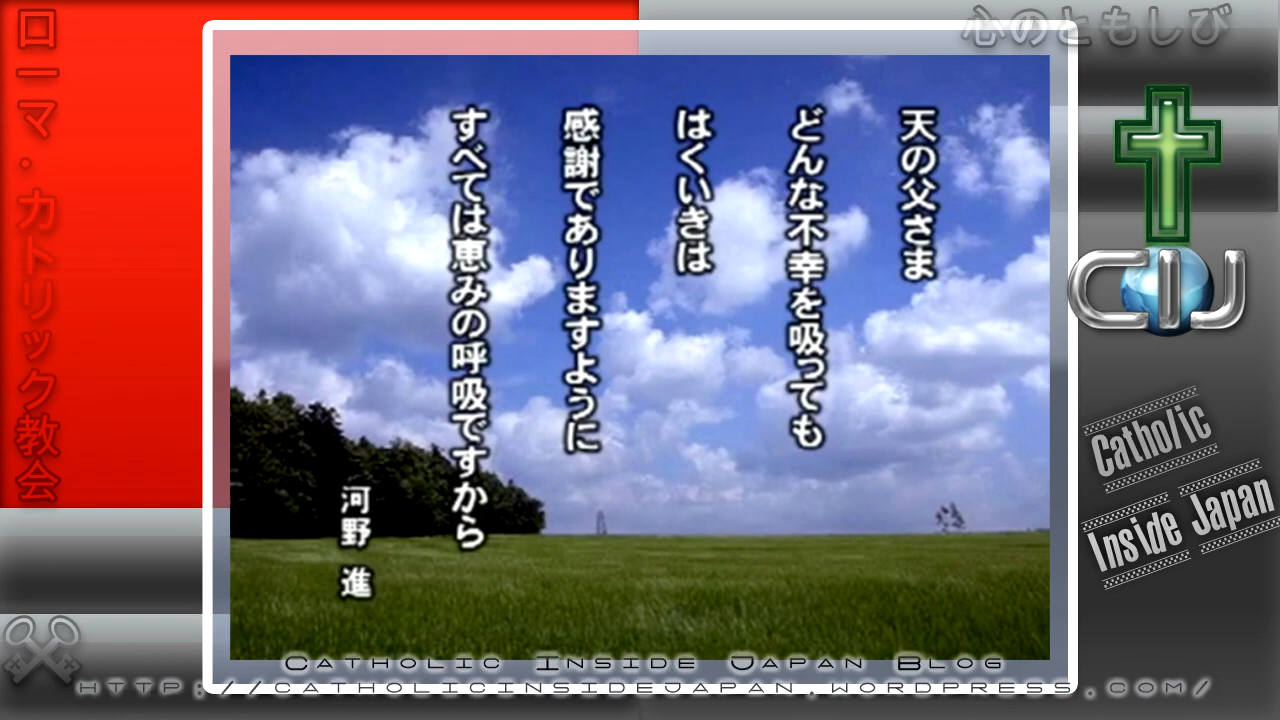 ローマ・カトリック教会
心のともしび
天の父さま
どんな不幸を吸っても
はくいきは
感謝でありますように
すべては恵みの呼吸ですから
河野 進
CIJ
Catholic
Inside Japan
Catholic Inside Japan Blog
http://catholicinsidejapan.wordpress.com/